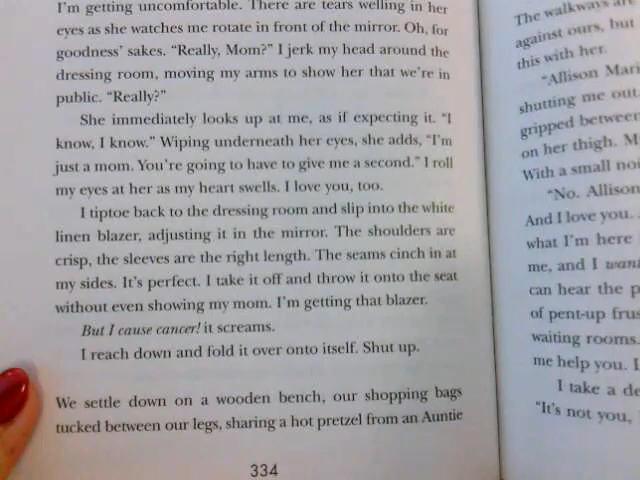 I'm getting uncomfortable. There are tears welling in her
eyes as she watches me rotate in front of the mirror. Oh, for
goodness' sakes. “Really, Mom?” I jerk my head around the
dressing room, moving my arms to show her that we're in
public. “Really?”
She immediately looks up at me, as if expecting it. “I
know, I know.” Wiping underneath her eyes, she adds, “I'm
just a mom. You're going to have to give me a second.” I roll
my eyes at her as my heart swells. I love you, too.
I tiptoe back to the dressing room and slip into the white
linen blazer, adjusting it in the mirror. The shoulders are
crisp, the sleeves are the right length. The seams cinch in at
my sides. It's perfect. I take it off and throw it onto the seat
without even showing my mom. I'm getting that blazer.
But I cause cancer! it screams.
I reach down and fold it over onto itself. Shut up.
We settle down on a wooden bench, our shopping bags
tucked between our legs, sharing a hot pretzel from an Auntie
334
The walkways are
against ours, but
this with her.
“Allison Mari
shutting me out.
gripped between
on her thigh. M
With a small noi
“No. Allison
And I love you.
what I'm here
me, and I want
can hear the p
of pent-up frus
waiting rooms.
me help you. I
I take a de
“It's not you,